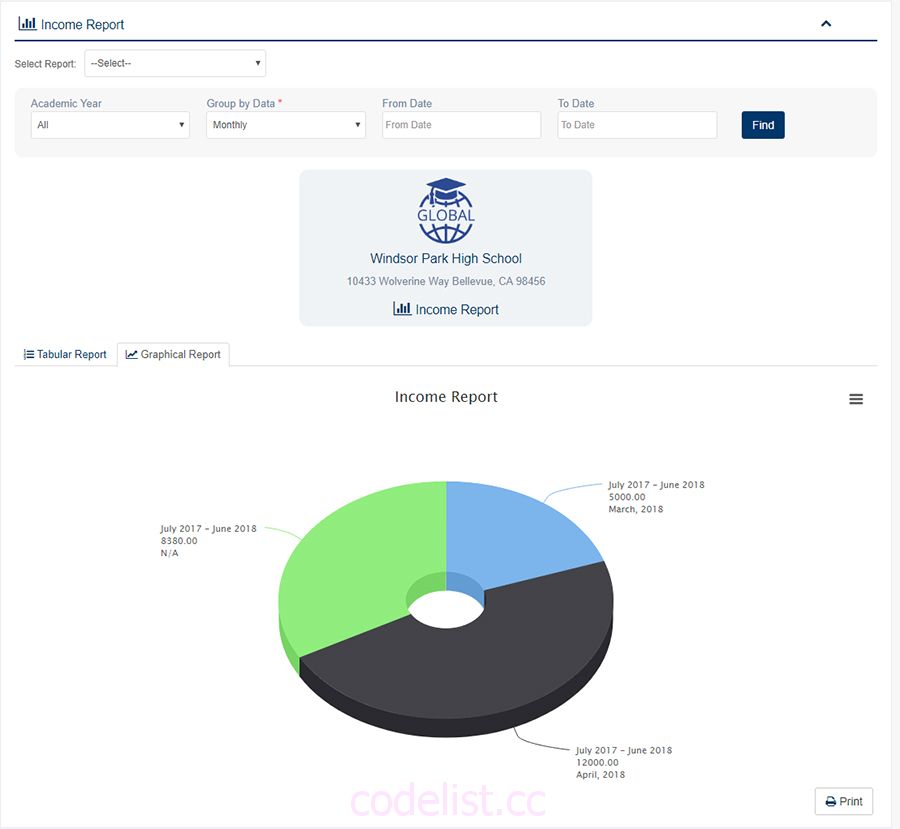 Income Report
Select Report: --Select--
Academic Year Group by Data * From Date To Date
All Monthly From Date To Date Find
GLOBAL
Windsor Park High School
10433 Wolverine Way Bellevue, CA 98456
Income Report
Tabular Report Graphical Report
Income Report
July 2017 - June 2018
5000.00
March, 2018
July 2017 - June 2018
8380.00
N/A
July 2017 - June 2018
12000.00
April, 2018
codelist.cc
Print